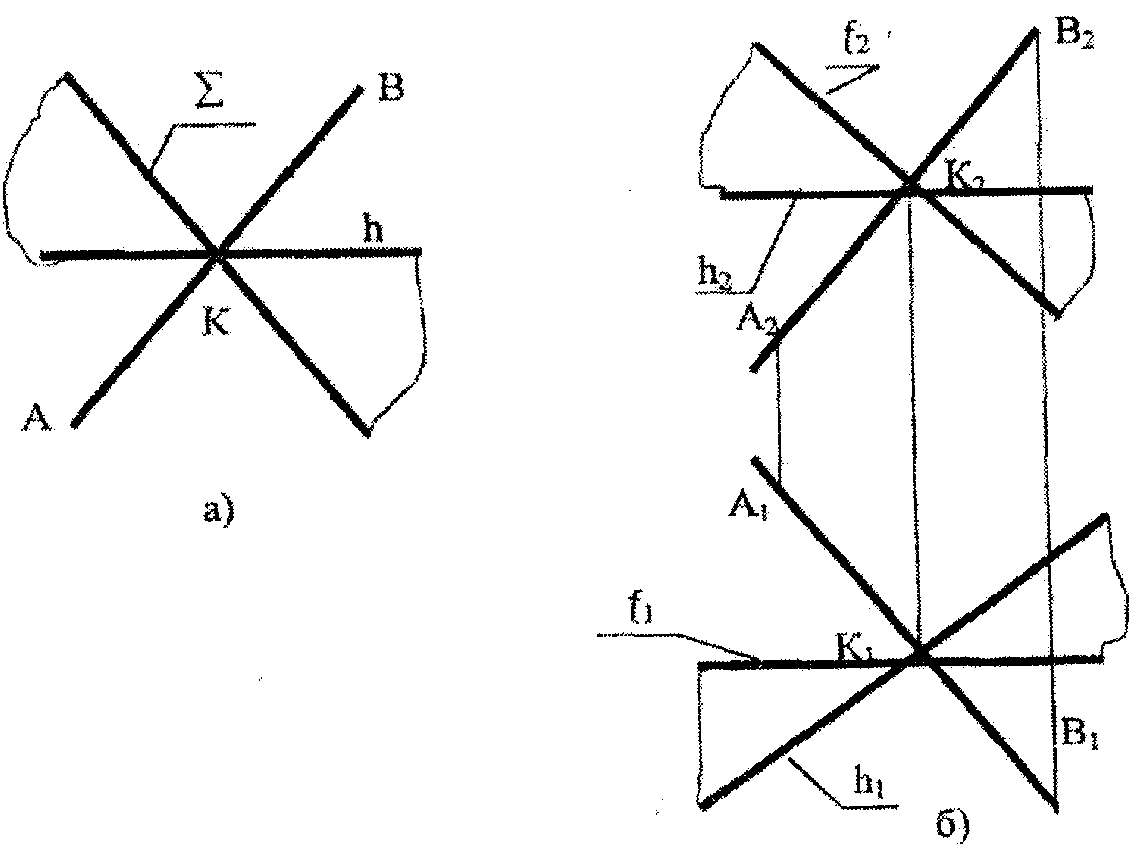 Σ
B
h
K
A
а)
f₂
B₂
K₂
h₂
A₂
A₁
f₁
K₁
B₁
h₁
б)